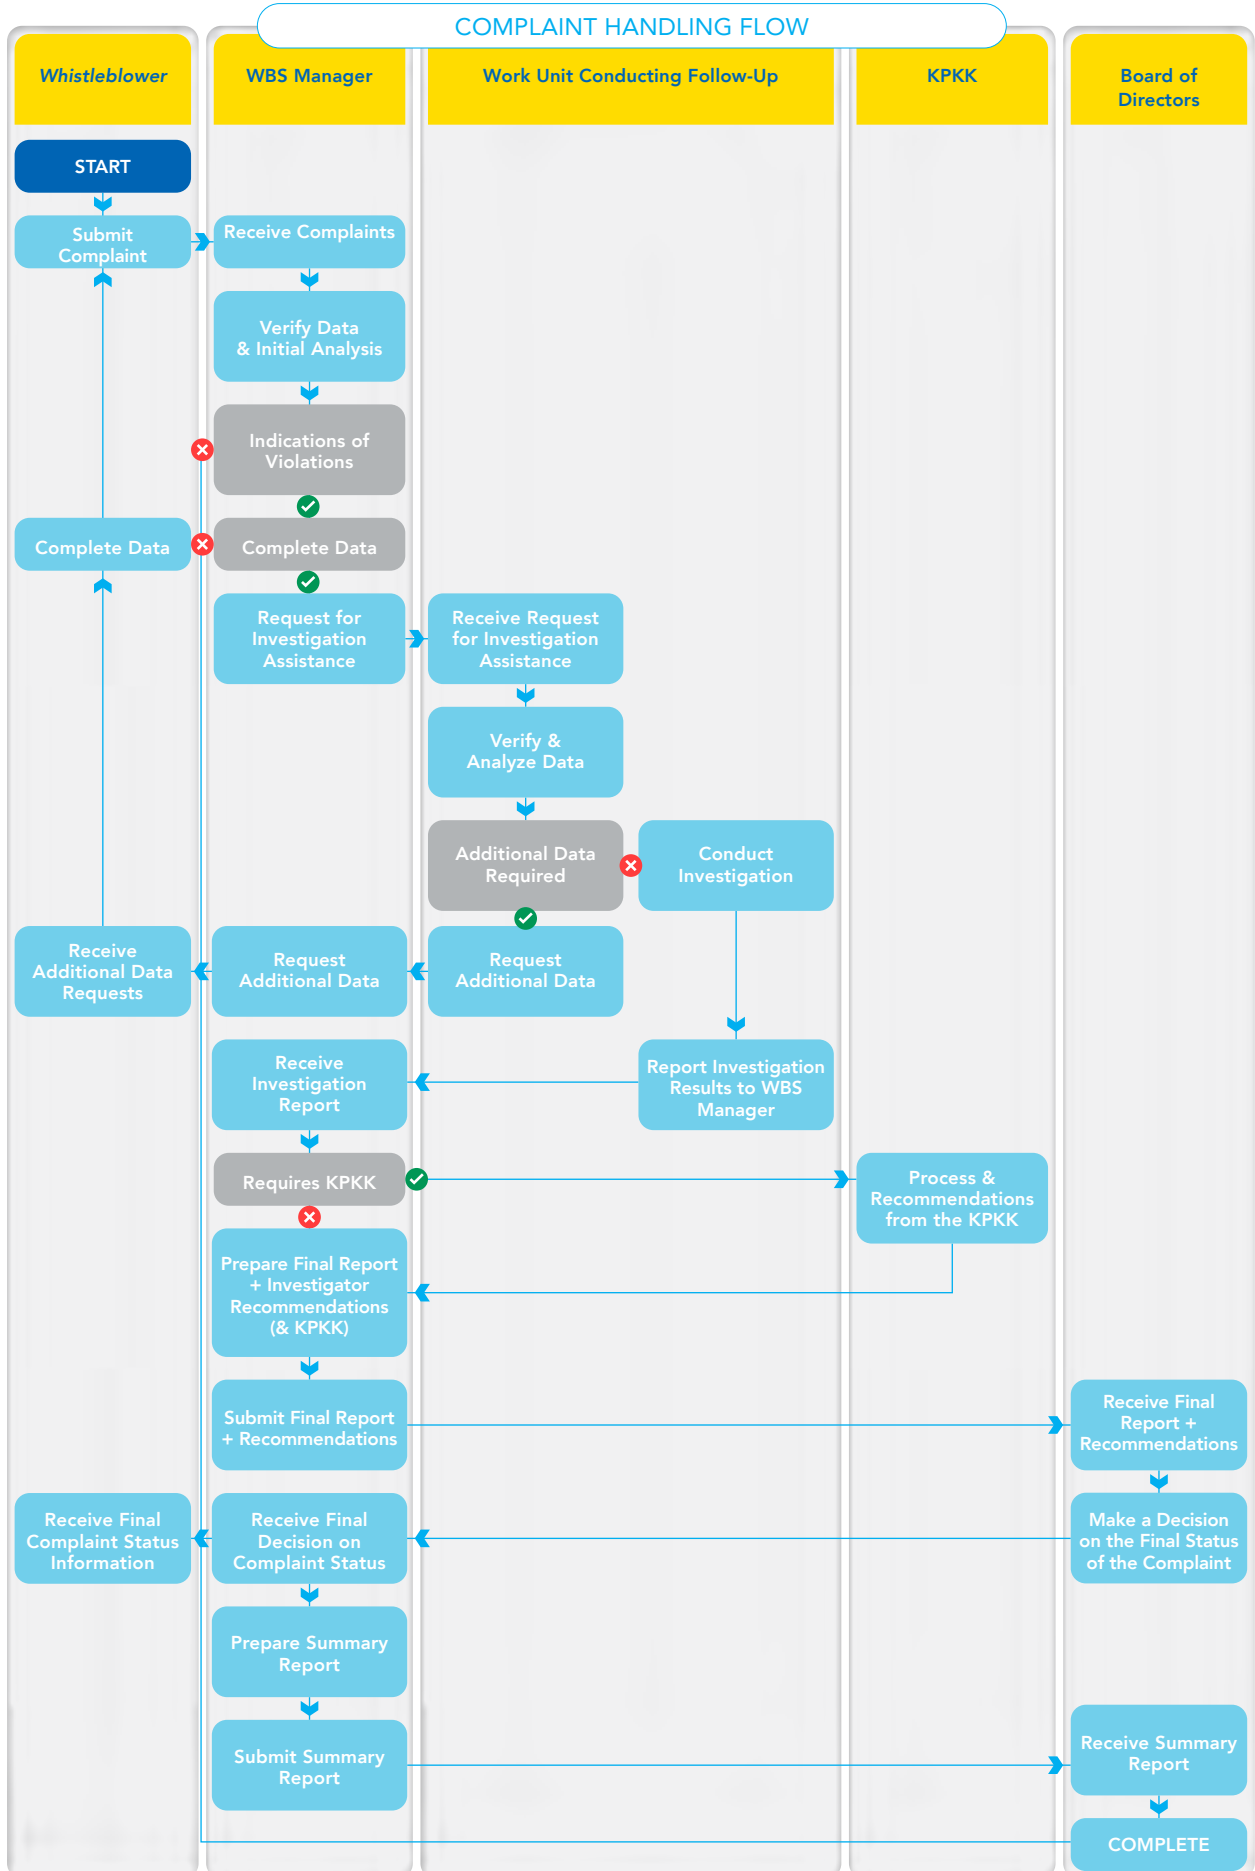 COMPLAINT HANDLING FLOW
Whistleblower
WBS Manager
Work Unit Conducting Follow-Up
KPKK
Board of
Directors
START
Submit
Complaint
Receive Complaints
Verify Data
& Initial Analysis
Indications of
Violations
Complete Data
Complete Data
Request for
Investigation
Assistance
Receive Request
for Investigation
Assistance
Verify &
Analyze Data
Additional Data
Required
Conduct
Investigation
Receive
Additional Data
Requests
Request
Additional Data
Request
Additional Data
Receive
Investigation
Report
Report Investigation
Results to WBS
Manager
Requires KPKK
Process &
Recommendations
from the KPKK
Prepare Final Report
+ Investigator
Recommendations
(& KPKK)
Submit Final Report
+ Recommendations
Receive Final
Report +
Recommendations
Receive Final
Complaint Status
Information
Receive Final
Decision on
Complaint Status
Make a Decision
on the Final Status
of the Complaint
Prepare Summary
Report
Submit Summary
Report
Receive Summary
Report
COMPLETE